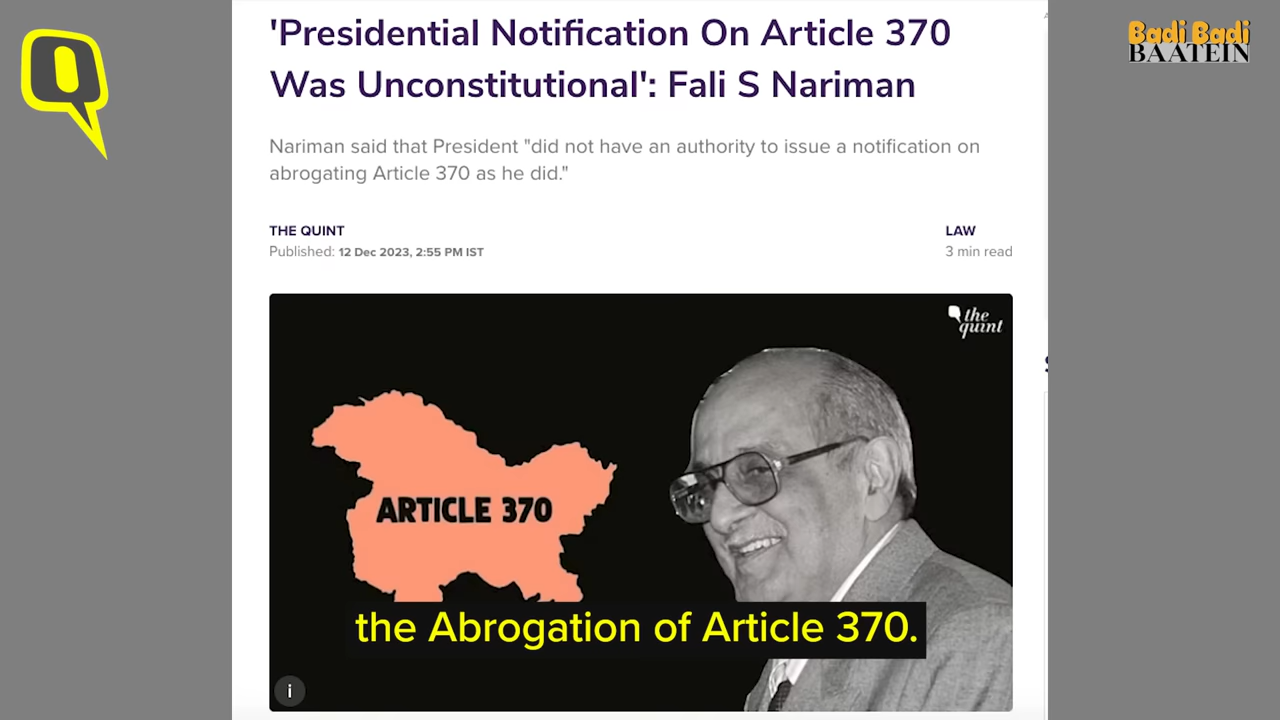 'Presidential Notification On Article 370
Was Unconstitutional': Fali S Nariman
Nariman said that President "did not have an authority to issue a notification on
abrogating Article 370 as he did."
THE QUINT
Published: 12 Dec 2023, 2:55 PM IST
LAW
3 min read
Badi Badi
BAATEIN
the
quint
ARTICLE 370
the Abrogation of Article 370.
i